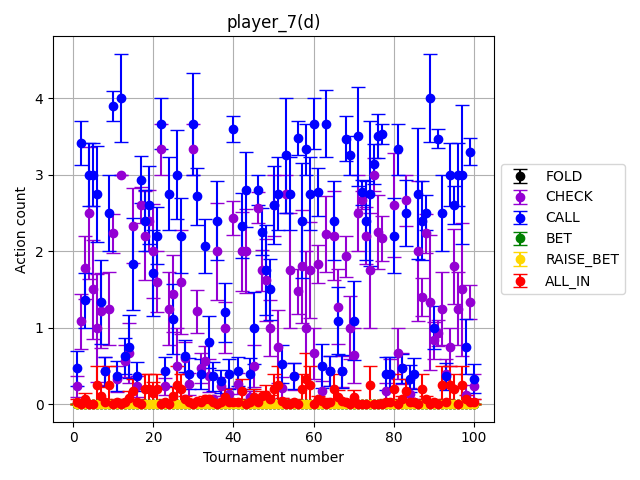 player_7(d)
Action count
4
3
2
1
0
0
20
40
60
80
100
Tournament number
FOLD
CHECK
CALL
BET
RAISE_BET
ALL_IN